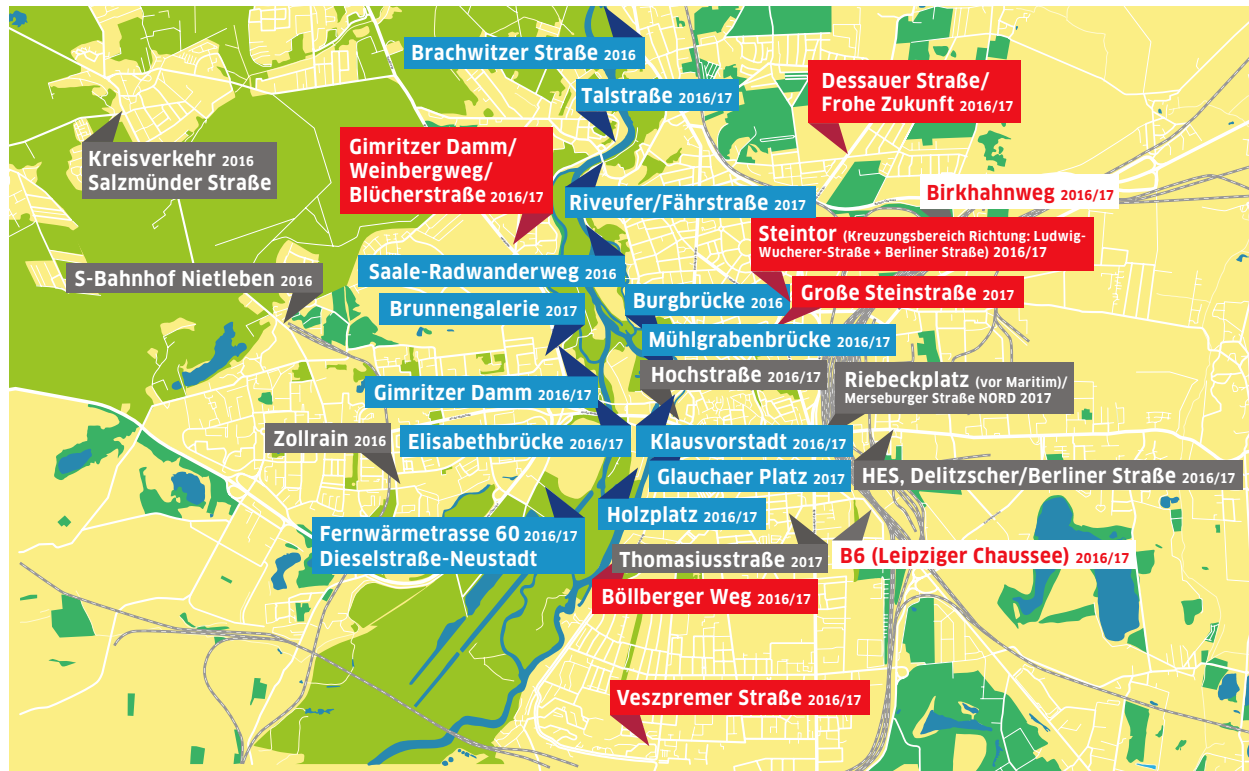 Brachwitzer Straße 2016
Talstraße 2016/17
Dessauer Straße/
Frohe Zukunft 2016/17
Kreisverkehr 2016
Salzmünder Straße
Gimritzer Damm/
Weinbergweg/
Blücherstraße 2016/17
Birkhahnweg 2016/17
Riveufer/Fährstraße 2017
Steintor (Kreuzungsbereich Richtung: Ludwig-
Wucherer-Straße + Berliner Straße) 2016/17
S-Bahnhof Nietleben 2016
Saale-Radwanderweg 2016
Brunnengalerie 2017
Burgbrücke 2016
Große Steinstraße 2017
Mühlgrabenbrücke 2016/17
Hochstraße 2016/17
Riebeckplatz (vor Maritim)/
Merseburger Straße NORD 2017
Gimritzer Damm 2016/17
Zollrain 2016
Elisabethbrücke 2016/17
Klausvorstadt 2016/17
Glauchaer Platz 2017
HES, Delitzscher/Berliner Straße 2016/17
Holzplatz 2016/17
Fernwärmetrasse 60 2016/17
Dieselstraße-Neustadt
Thomasiusstraße 2017
B6 (Leipziger Chaussee) 2016/17
Böllberger Weg 2016/17
Veszpremer Straße 2016/17